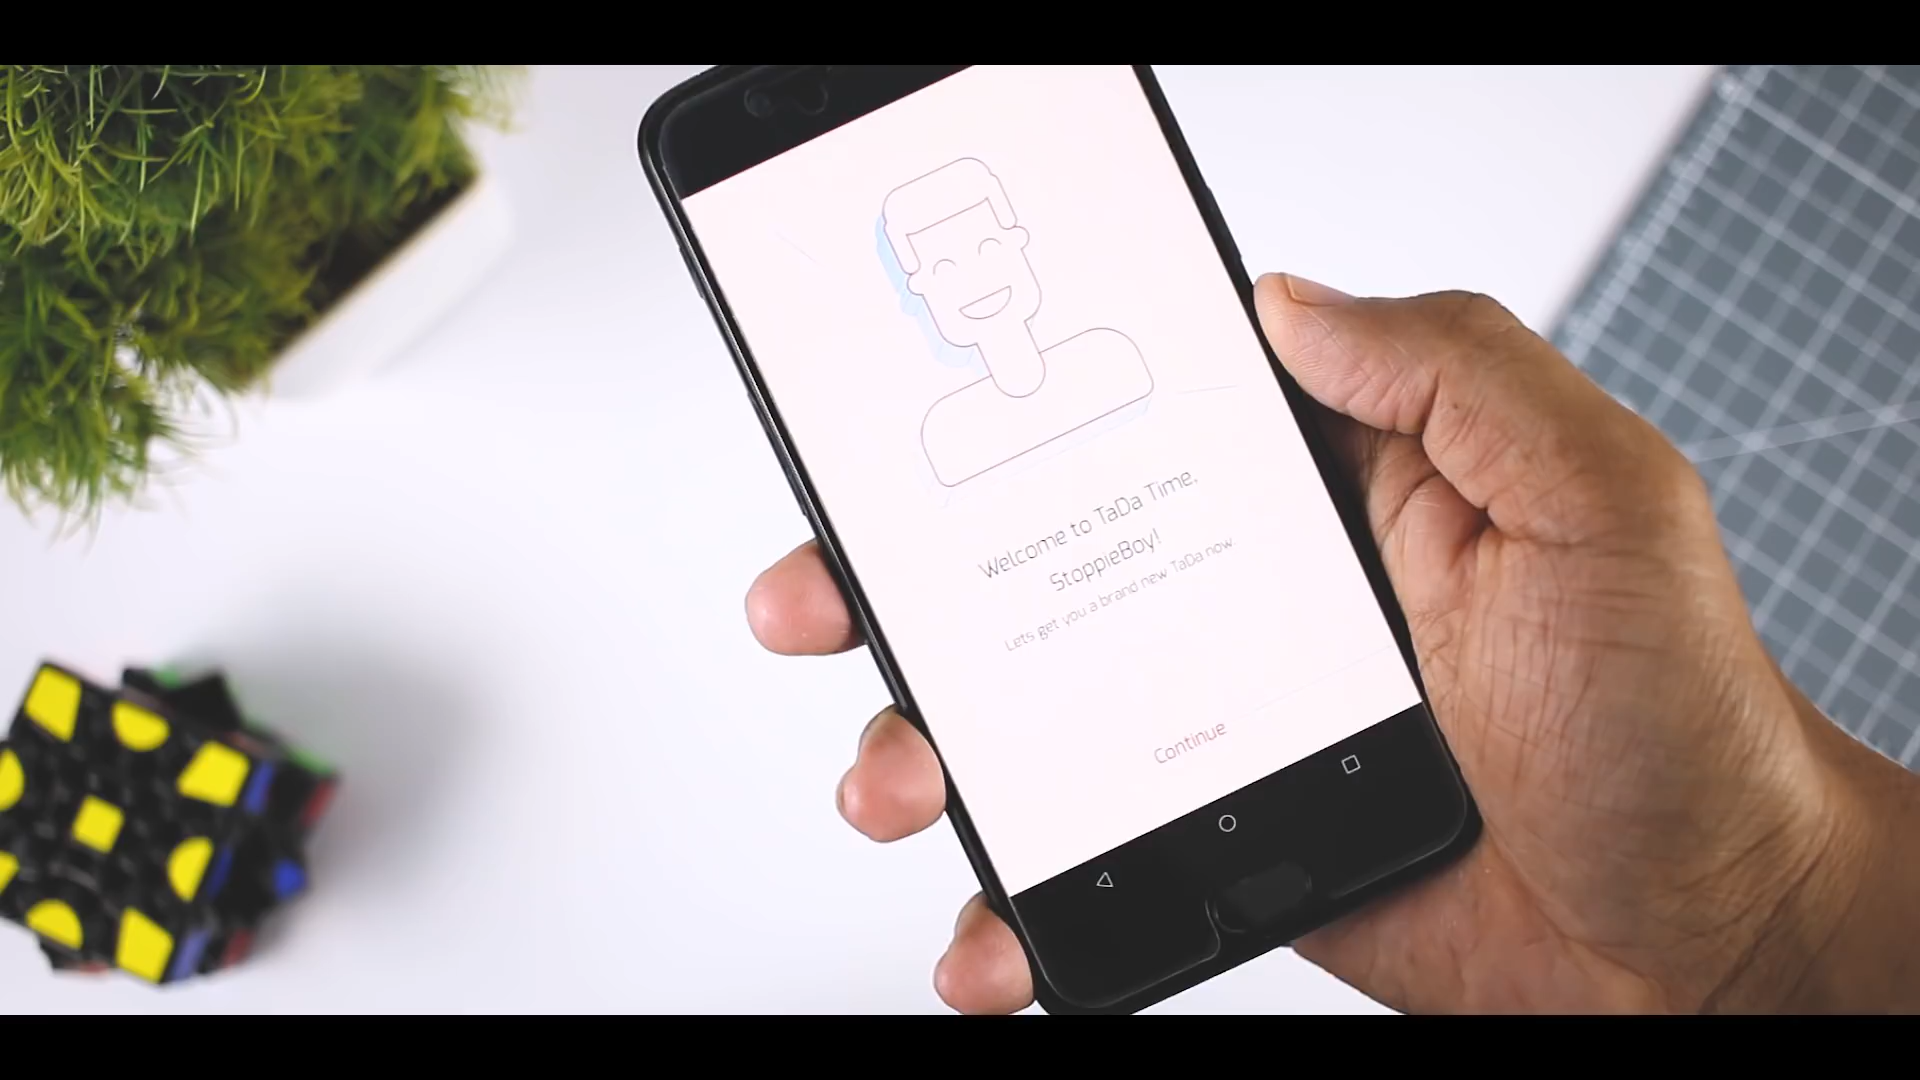 Welcome to TaDa Time,
StoppieBoy!
Lets get you a brand new TaDa now.
Continue